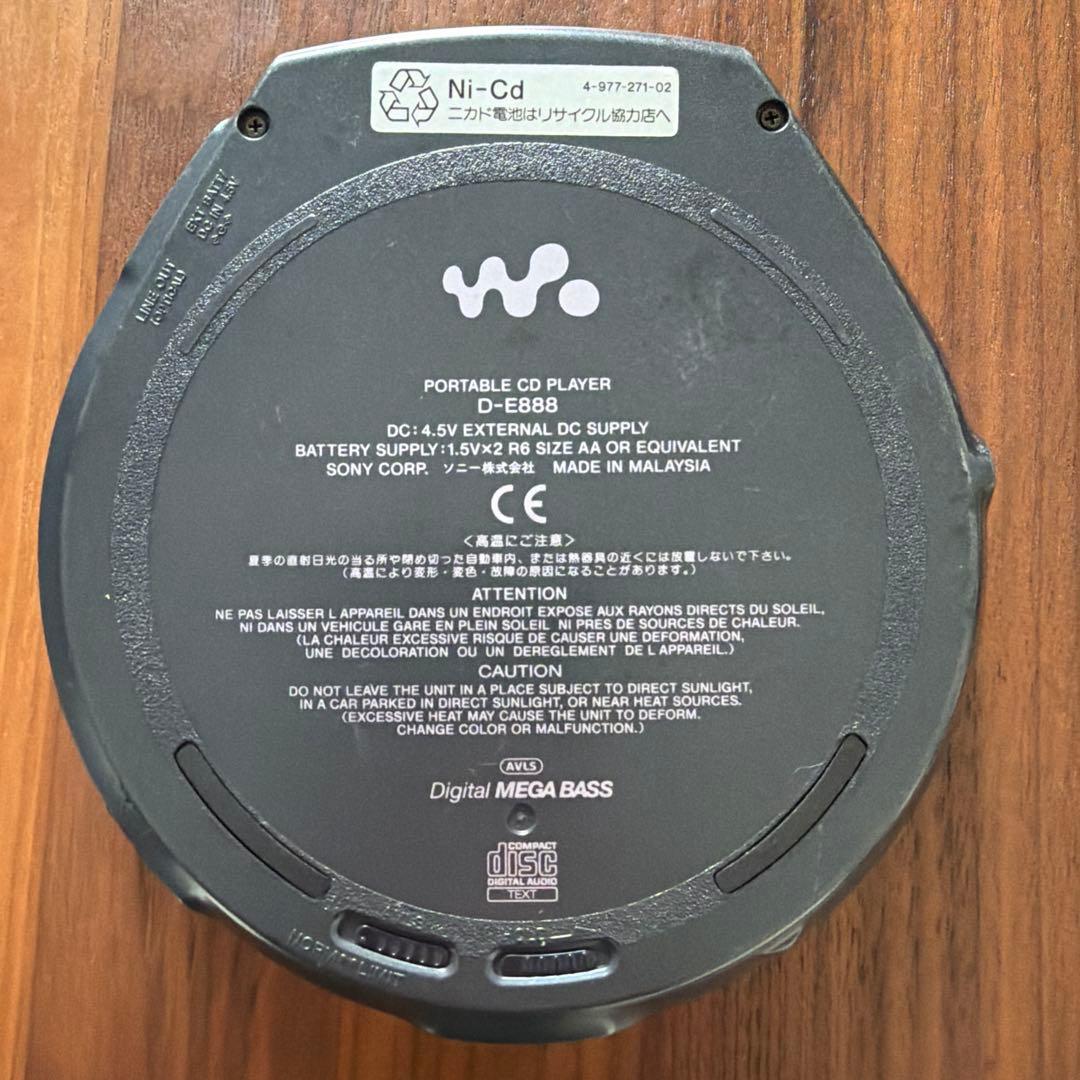 Ni-Cd 4-977-271-02
ニカド電池はリサイクル協力店へ
EXT BATT/
DC IN 4.5V
LINE OUT
(OPTICAL)
PORTABLE CD PLAYER
D-E888
DC: 4.5V EXTERNAL DC SUPPLY
BATTERY SUPPLY: 1.5V×2 R6 SIZE AA OR EQUIVALENT
SONY CORP. ソニー株式会社 MADE IN MALAYSIA
CE
<高温にご注意>
夏季の直射日光の当る所や閉め切った自動車内、または熱器具の近くには放置しないで下さい。
(高温により変形・変色・故障の原因になることがあります。)
ATTENTION
NE PAS LAISSER L APPAREIL DANS UN ENDROIT EXPOSE AUX RAYONS DIRECTS DU SOLEIL,
NI DANS UN VEHICULE GARE EN PLEIN SOLEIL NI PRES DE SOURCES DE CHALEUR.
(LA CHALEUR EXCESSIVE RISQUE DE CAUSER UNE DEFORMATION,
UNE DECOLORATION OU UN DEREGLEMENT DE L APPAREIL.)
CAUTION
DO NOT LEAVE THE UNIT IN A PLACE SUBJECT TO DIRECT SUNLIGHT,
IN A CAR PARKED IN DIRECT SUNLIGHT, OR NEAR HEAT SOURCES.
(EXCESSIVE HEAT MAY CAUSE THE UNIT TO DEFORM.
CHANGE COLOR OR MALFUNCTION.)
AVLS
Digital MEGA BASS
COMPACT
disc
DIGITAL AUDIO
TEXT
NORM LIMIT